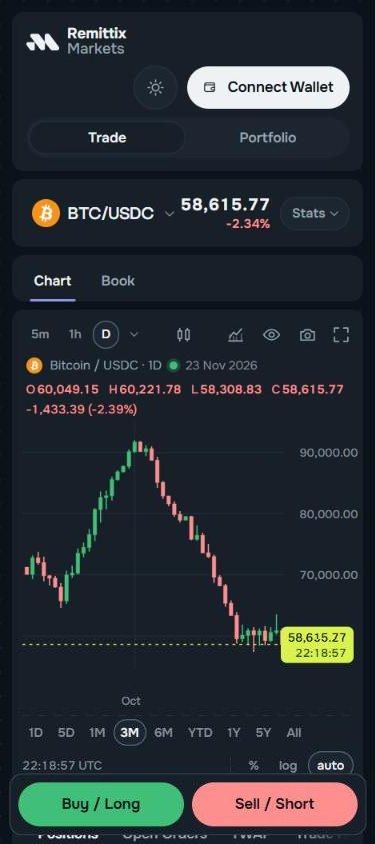 Remittix
Markets
Connect Wallet
Trade Portfolio
BTC/USDC 58,615.77 Stats
-2.34%
Chart Book
5m 1h D
Bitcoin / USDC · 1D 23 Nov 2026
O60,049.15 H60,221.78 L58,308.83 C58,615.77
-1,433.39 (-2.39%)
90,000.00
80,000.00
70,000.00
58,635.27
22:18:57
Oct
1D 5D 1M 3M 6M YTD 1Y 5Y All
22:18:57 UTC % log auto
Buy / Long Sell / Short
Positions Open Orders TWAP